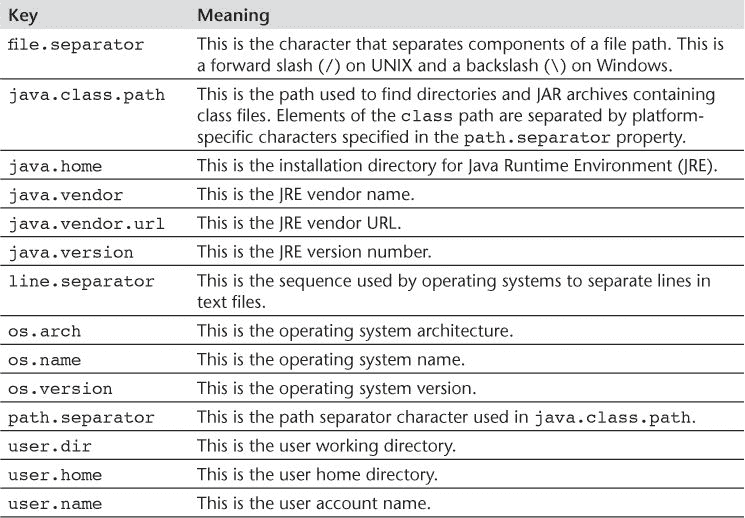 Key Meaning
file.separator This is the character that separates components of a file path. This is
a forward slash (/) on UNIX and a backslash (\) on Windows.
java.class.path This is the path used to find directories and JAR archives containing
class files. Elements of the class path are separated by platform-
specific characters specified in the path.separator property.
java.home This is the installation directory for Java Runtime Environment (JRE).
java.vendor This is the JRE vendor name.
java.vendor.url This is the JRE vendor URL.
java.version This is the JRE version number.
line.separator This is the sequence used by operating systems to separate lines in
text files.
os.arch This is the operating system architecture.
os.name This is the operating system name.
os.version This is the operating system version.
path.separator This is the path separator character used in java.class.path.
user.dir This is the user working directory.
user.home This is the user home directory.
user.name This is the user account name.